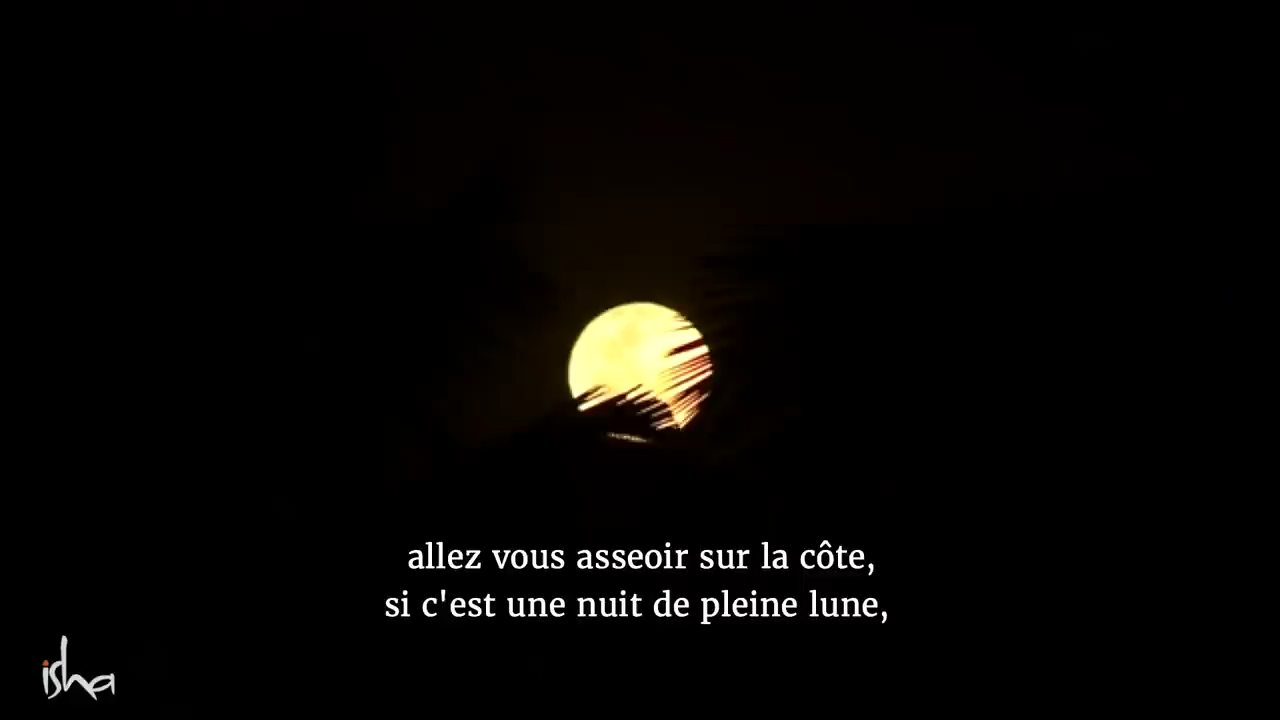 allez vous asseoir sur la côte,
si c'est une nuit de pleine lune,
isha